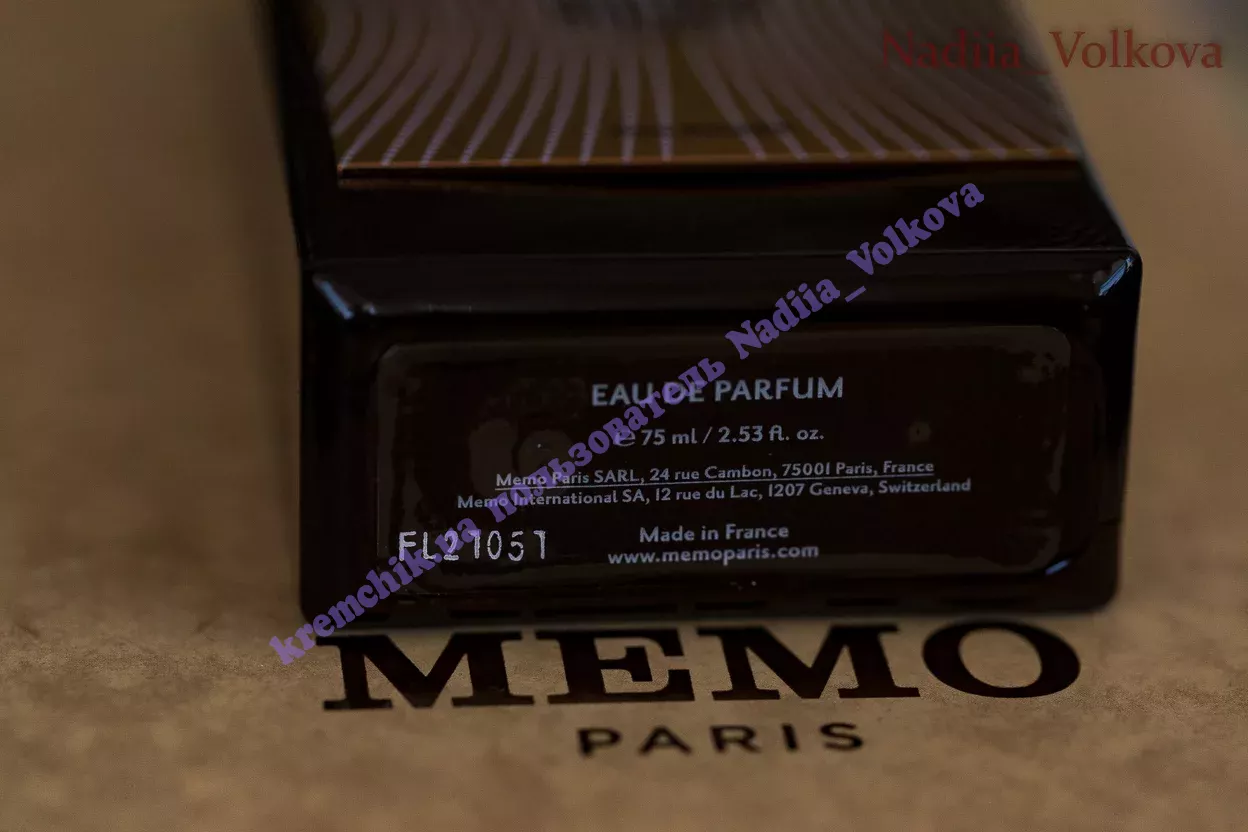 Nadiia_Volkova
kremchik.ua пользователь Nadiia_Volkova
EAU DE PARFUM
℮ 75 ml / 2.53 fl. oz.
Memo Paris SARL, 24 rue Cambon, 75001 Paris, France
Memo International SA, 12 rue du Lac, 1207 Geneva, Switzerland
Made in France
www.memoparis.com
FL21051
MEMO
PARIS